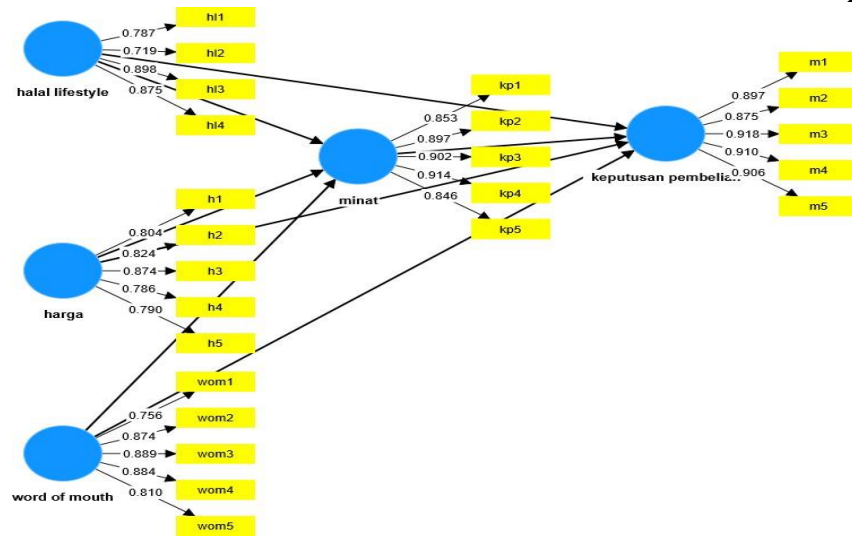 hl1
0.787
hl2
0.719
hl3
0.898
hl4
0.875
halal lifestyle
h1
0.804
h2
0.824
h3
0.874
h4
0.786
h5
0.790
harga
wom1
0.756
wom2
0.874
wom3
0.889
wom4
0.884
wom5
0.810
word of mouth
kp1
0.853
kp2
0.897
kp3
0.902
kp4
0.914
kp5
0.846
minat
m1
0.897
m2
0.875
m3
0.918
m4
0.910
m5
0.906
keputusan pembelia...